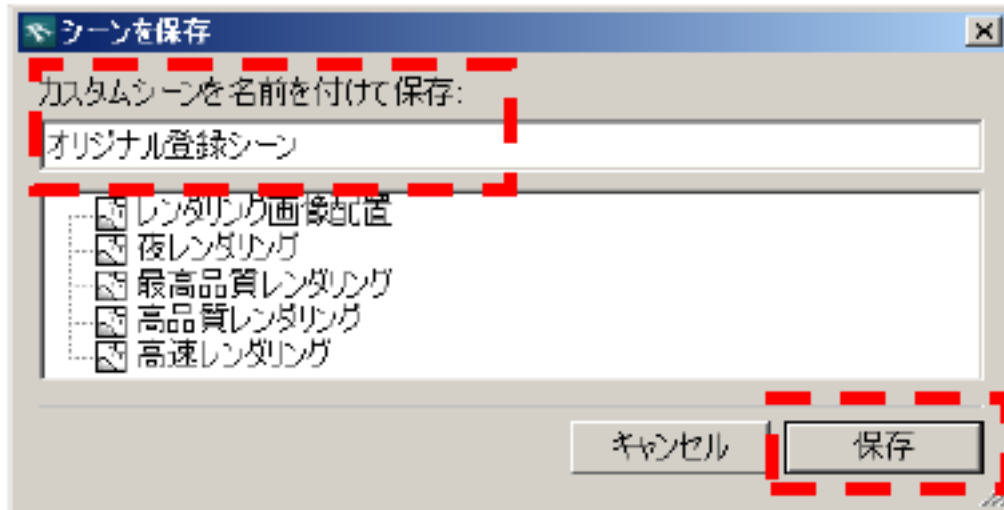 シーンを保存
カスタムシーンを名前を付けて保存:
オリジナル登録シーン
レンダリング画像配置
夜レンダリング
最高品質レンダリング
高品質レンダリング
高速レンダリング
キャンセル
保存